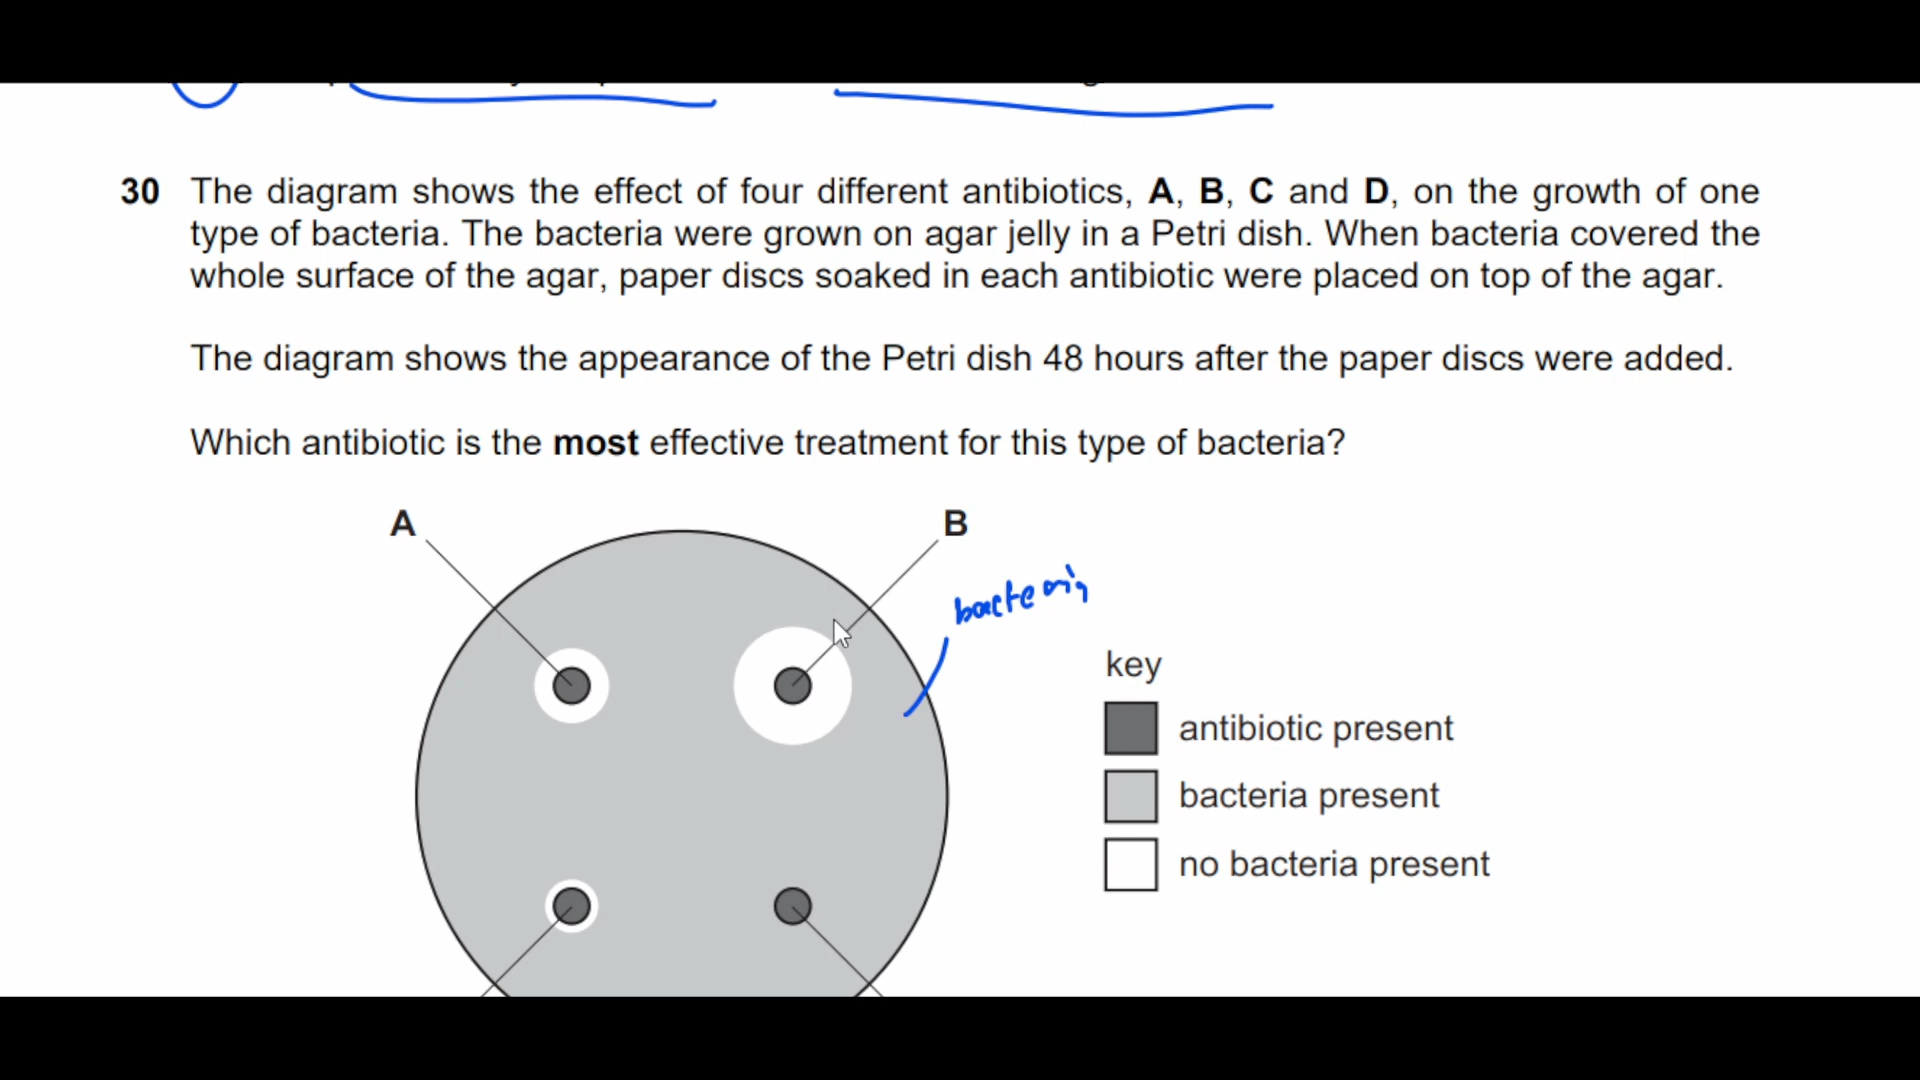 30 The diagram shows the effect of four different antibiotics, A, B, C and D, on the growth of one
type of bacteria. The bacteria were grown on agar jelly in a Petri dish. When bacteria covered the
whole surface of the agar, paper discs soaked in each antibiotic were placed on top of the agar.
The diagram shows the appearance of the Petri dish 48 hours after the paper discs were added.
Which antibiotic is the most effective treatment for this type of bacteria?
A
B
bacteria
key
antibiotic present
bacteria present
no bacteria present